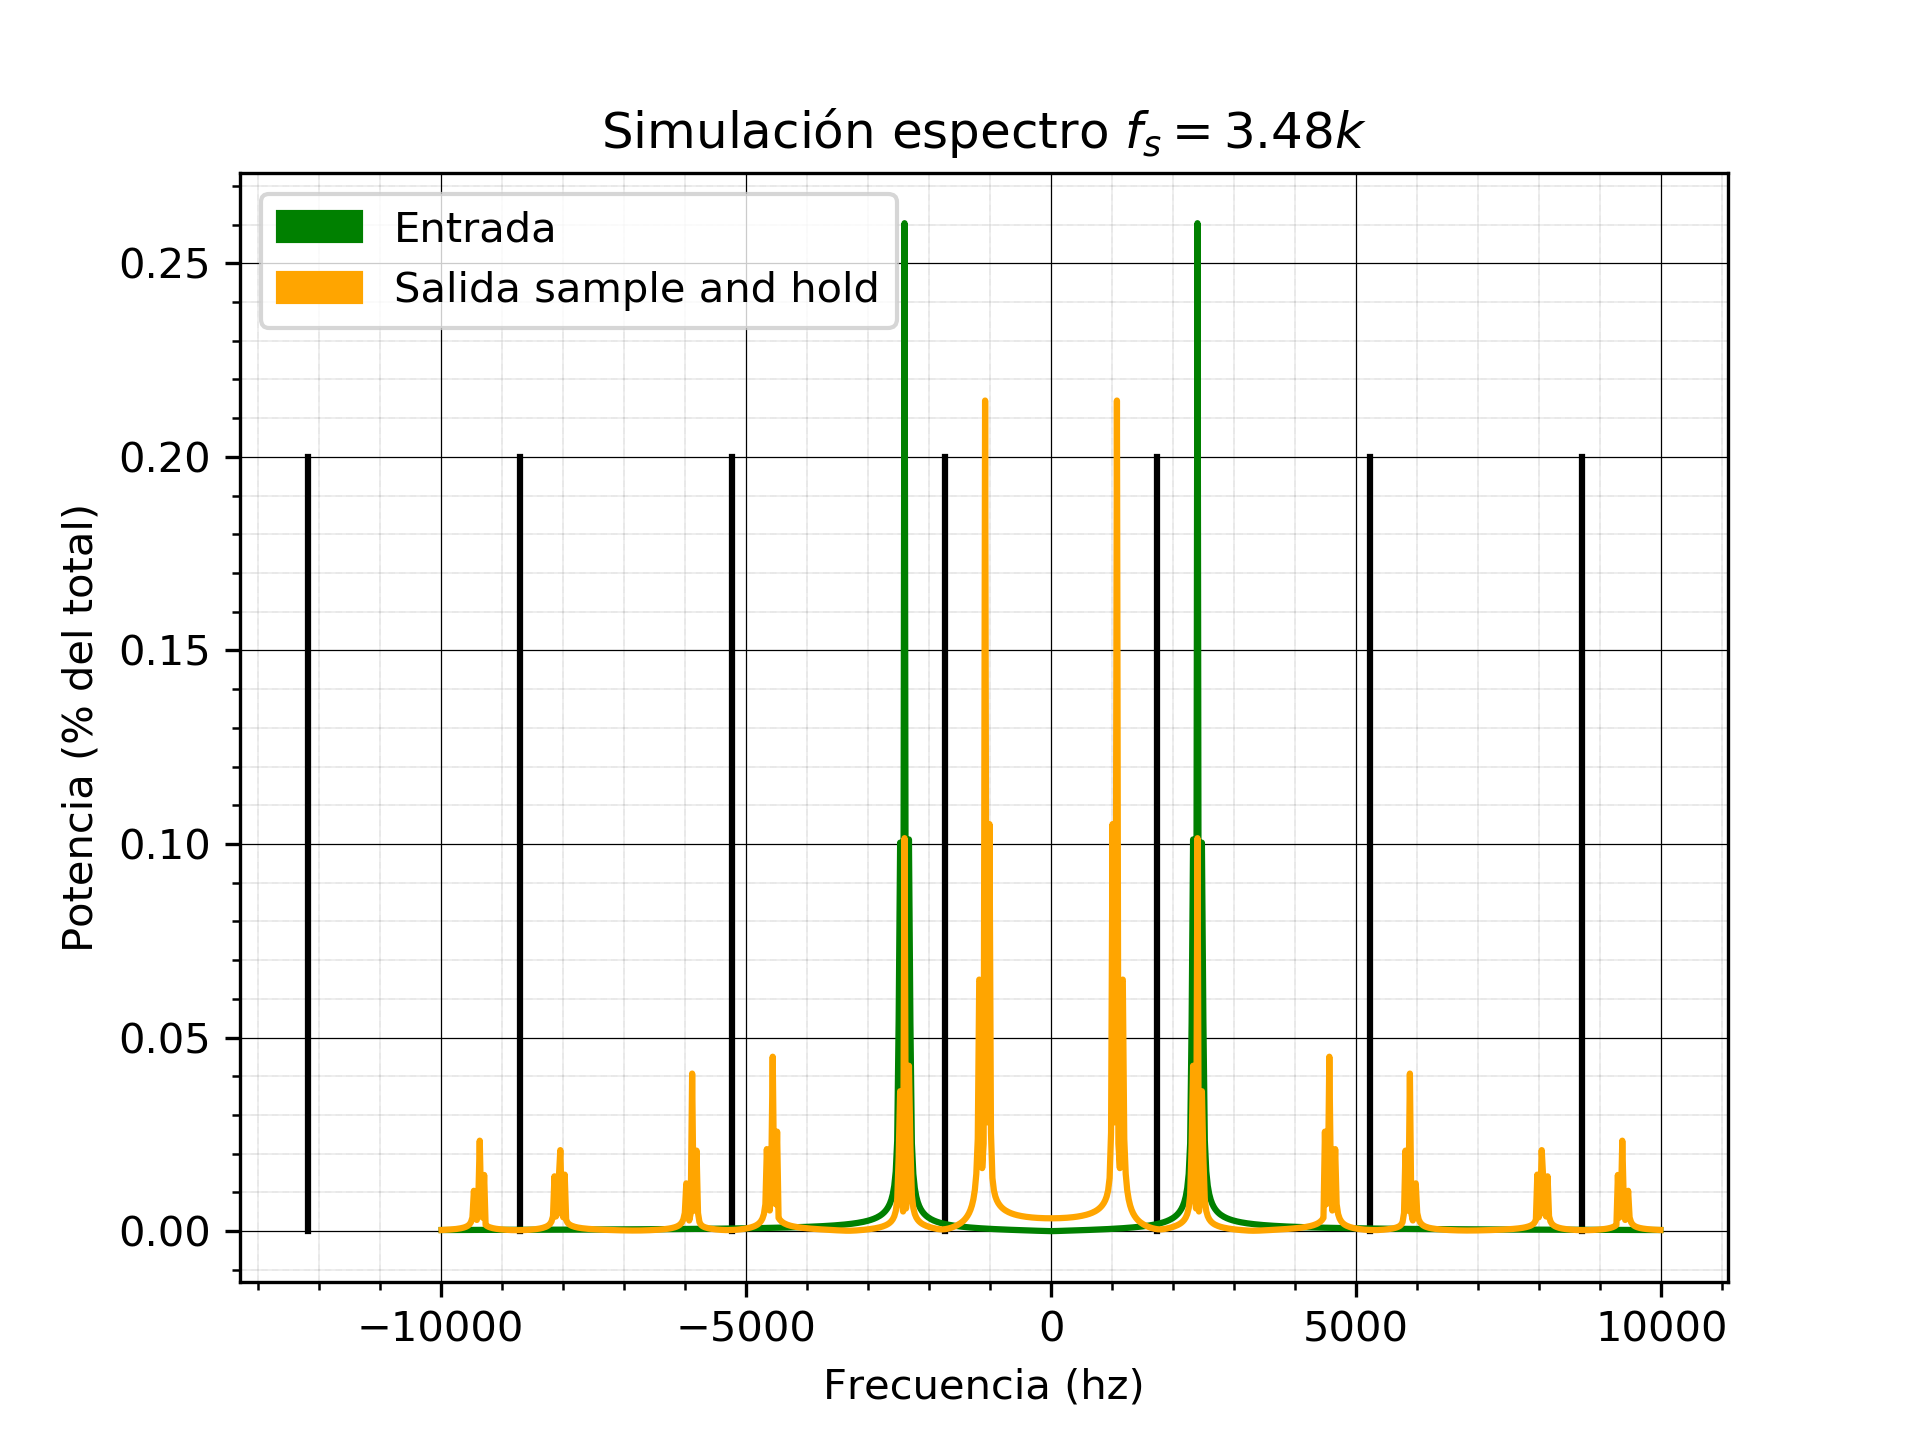 Simulación espectro fs = 3.48k
Entrada
Salida sample and hold
0.25
0.20
0.15
0.10
0.05
0.00
Potencia (% del total)
−10000 −5000 0 5000 10000
Frecuencia (hz)